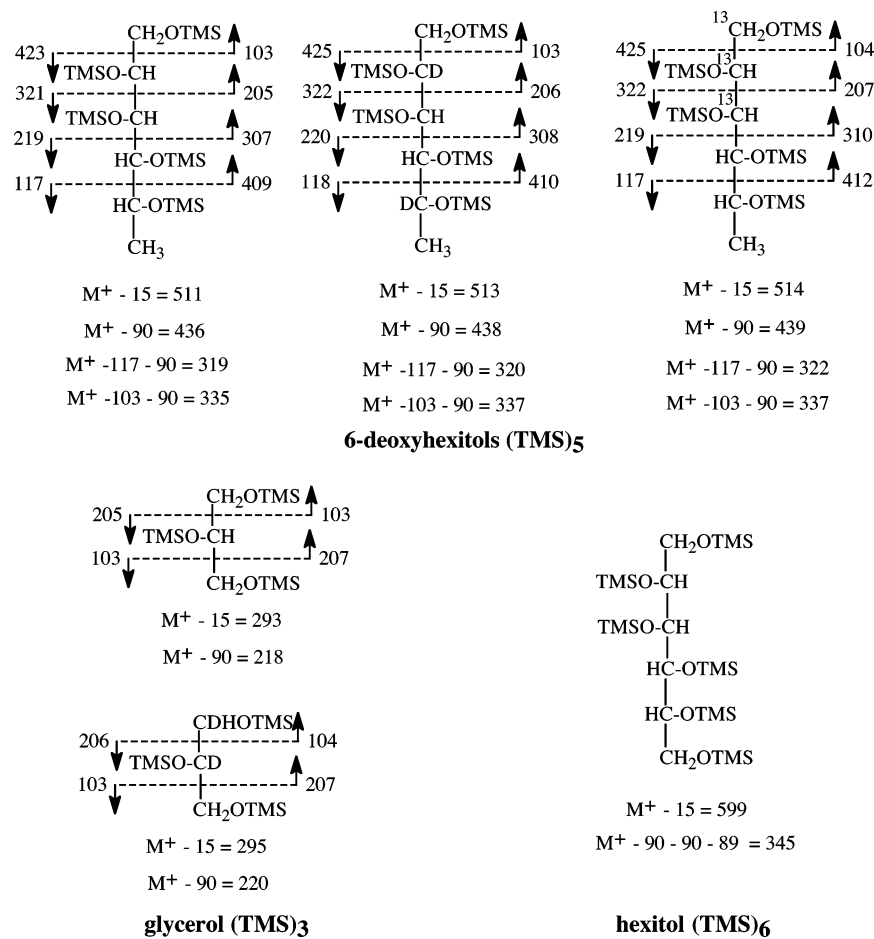 CH2OTMS
423 103
TMSO-CH
321 205
TMSO-CH
219 307
HC-OTMS
117 409
HC-OTMS
CH3
M+ - 15 = 511
M+ - 90 = 436
M+ -117 - 90 = 319
M+ -103 - 90 = 335
CH2OTMS
425 103
TMSO-CD
322 206
TMSO-CH
220 308
HC-OTMS
118 410
DC-OTMS
CH3
M+ - 15 = 513
M+ - 90 = 438
M+ -117 - 90 = 320
M+ -103 - 90 = 337
13
CH2OTMS
425 104
13
TMSO-CH
322 207
13
TMSO-CH
219 310
HC-OTMS
117 412
HC-OTMS
CH3
M+ - 15 = 514
M+ - 90 = 439
M+ -117 - 90 = 322
M+ -103 - 90 = 337
6-deoxyhexitols (TMS)5
CH2OTMS
205 103
TMSO-CH
103 207
CH2OTMS
M+ - 15 = 293
M+ - 90 = 218
CDHOTMS
206 104
TMSO-CD
103 207
CH2OTMS
M+ - 15 = 295
M+ - 90 = 220
glycerol (TMS)3
CH2OTMS
TMSO-CH
TMSO-CH
HC-OTMS
HC-OTMS
CH2OTMS
M+ - 15 = 599
M+ - 90 - 90 - 89 = 345
hexitol (TMS)6